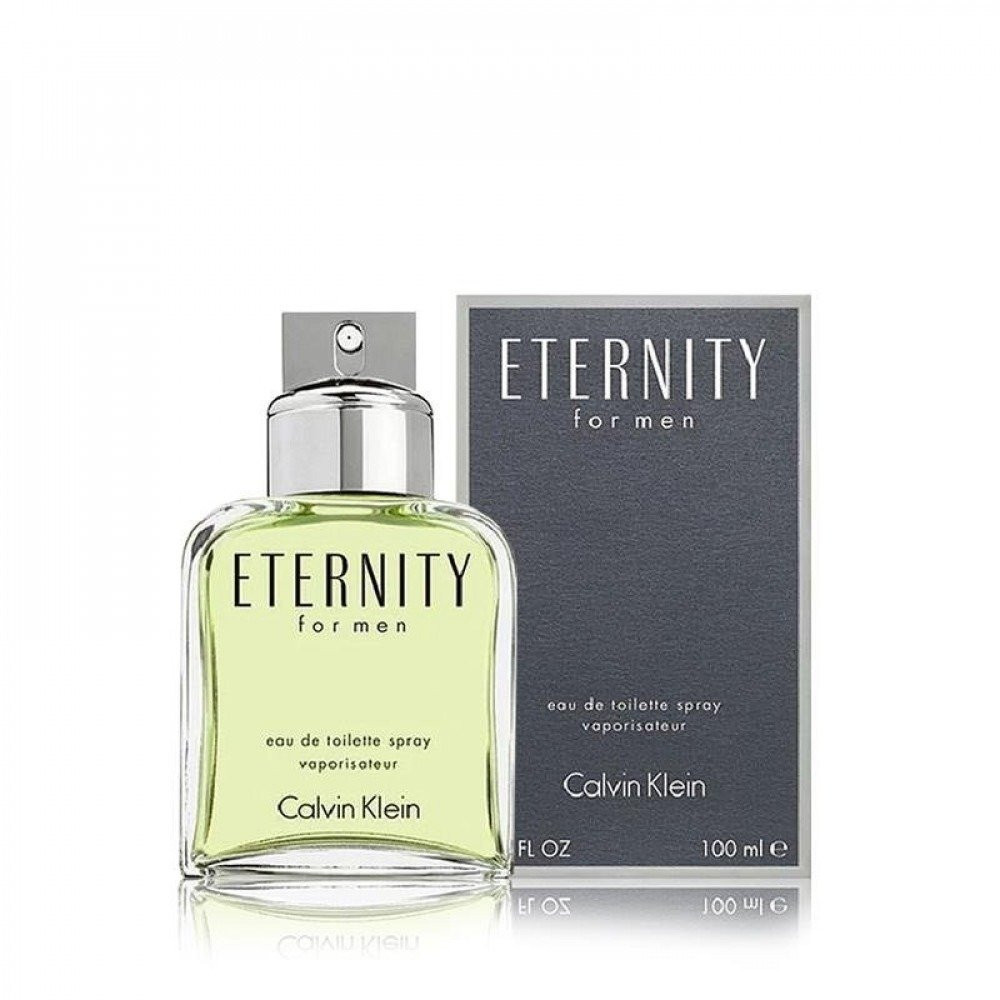 ETERNITY
for men
eau de toilette spray
vaporisateur
Calvin Klein
ETERNITY
for men
eau de toilette spray
vaporisateur
Calvin Klein
FL OZ 100 ml e